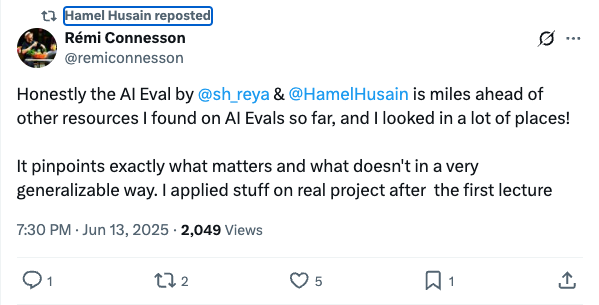 Hamel Husain reposted
Rémi Connesson
@remiconnesson
Honestly the AI Eval by @sh_reya & @HamelHusain is miles ahead of
other resources I found on AI Evals so far, and I looked in a lot of places!
It pinpoints exactly what matters and what doesn't in a very
generalizable way. I applied stuff on real project after  the first lecture
7:30 PM · Jun 13, 2025 · 2,049 Views
1 2 5 1